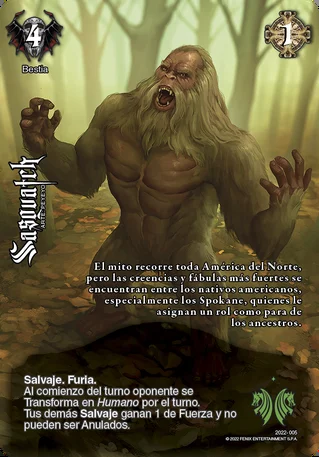 4
1
Bestia
Sasquatch
El mito recorre toda América del Norte,
pero las creencias y fábulas más fuertes se
encuentran entre los nativos americanos,
especialmente los Spokane, quienes le
asignan un rol como para de
los ancestros.
Salvaje. Furia.
Al comienzo del turno oponente se
Transforma en Humano por el turno.
Tus demás Salvaje ganan 1 de Fuerza y no
pueden ser Anulados.
2022-005
© 2022 FENIX ENTERTAINMENT S.P.A.